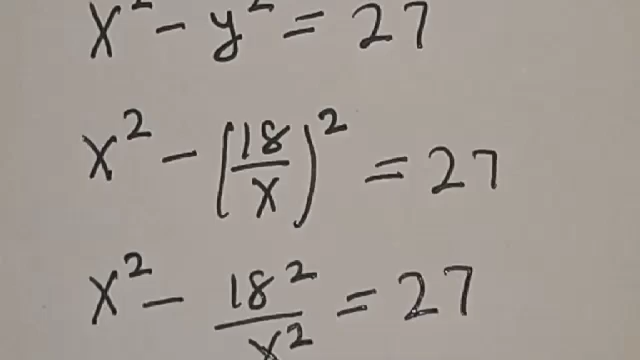 x² - y² = 27
x² - (18/x)² = 27
x² - 18²/x² = 27